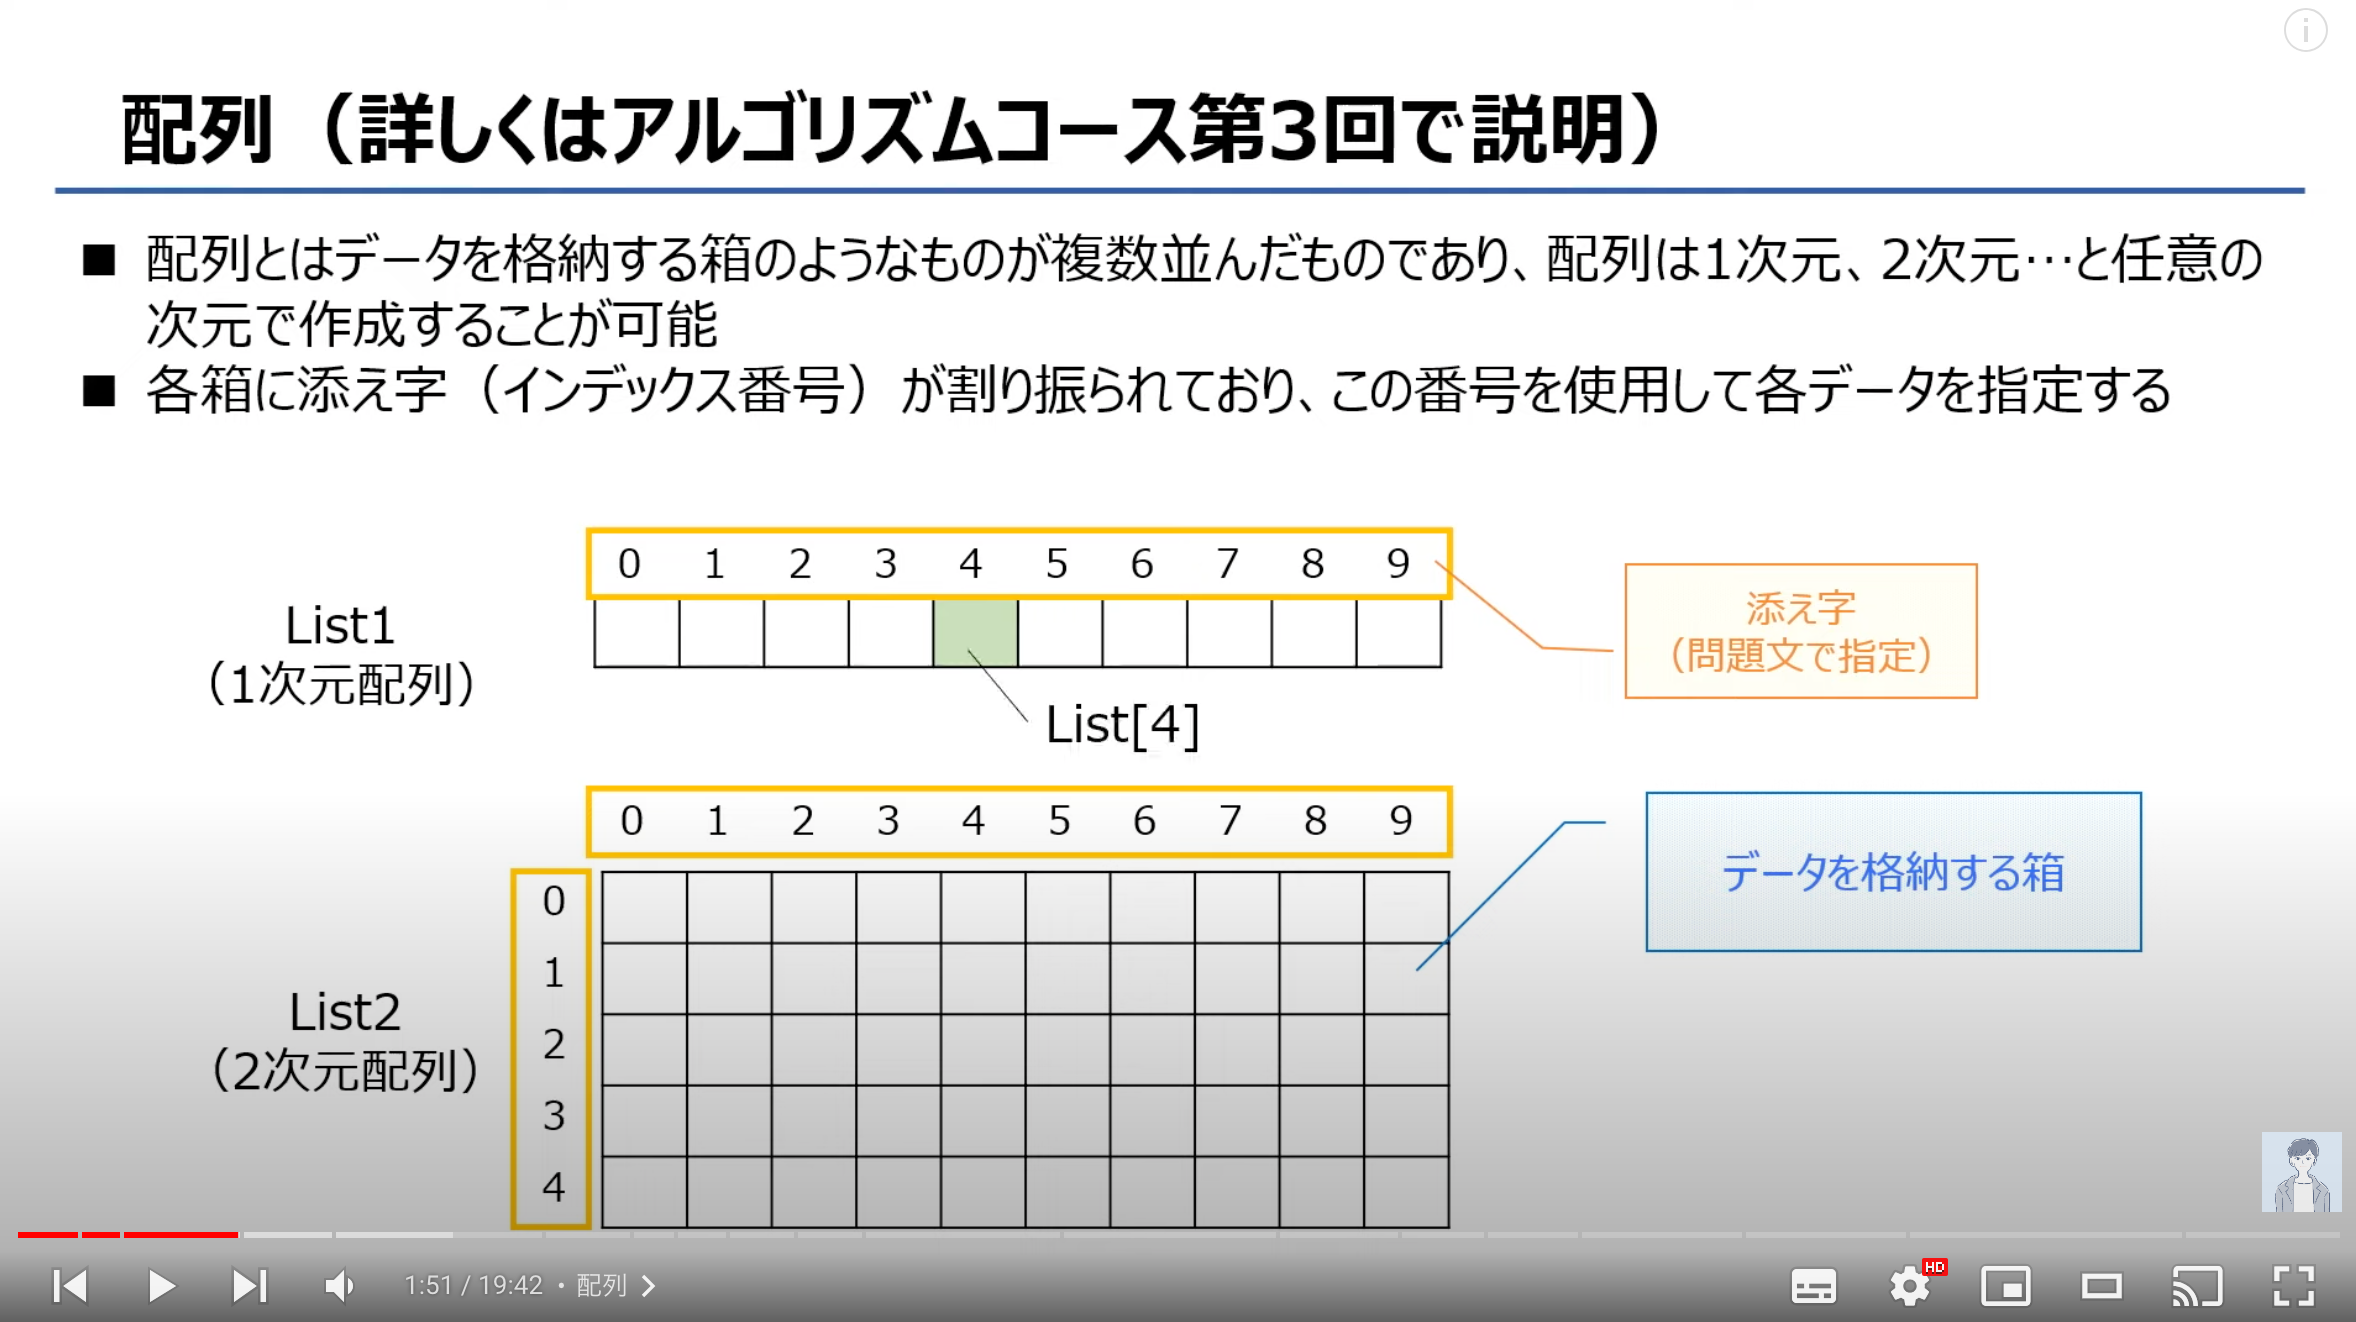 配列（詳しくはアルゴリズムコース第3回で説明）
■ 配列とはデータを格納する箱のようなものが複数並んだものであり、配列は1次元、2次元…と任意の
次元で作成することが可能
■ 各箱に添え字（インデックス番号）が割り振られており、この番号を使用して各データを指定する
0 1 2 3 4 5 6 7 8 9
List1
（1次元配列）
添え字
（問題文で指定）
List[4]
0 1 2 3 4 5 6 7 8 9
データを格納する箱
0
1
2
3
4
List2
（2次元配列）
1:51 / 19:42 • 配列
HD